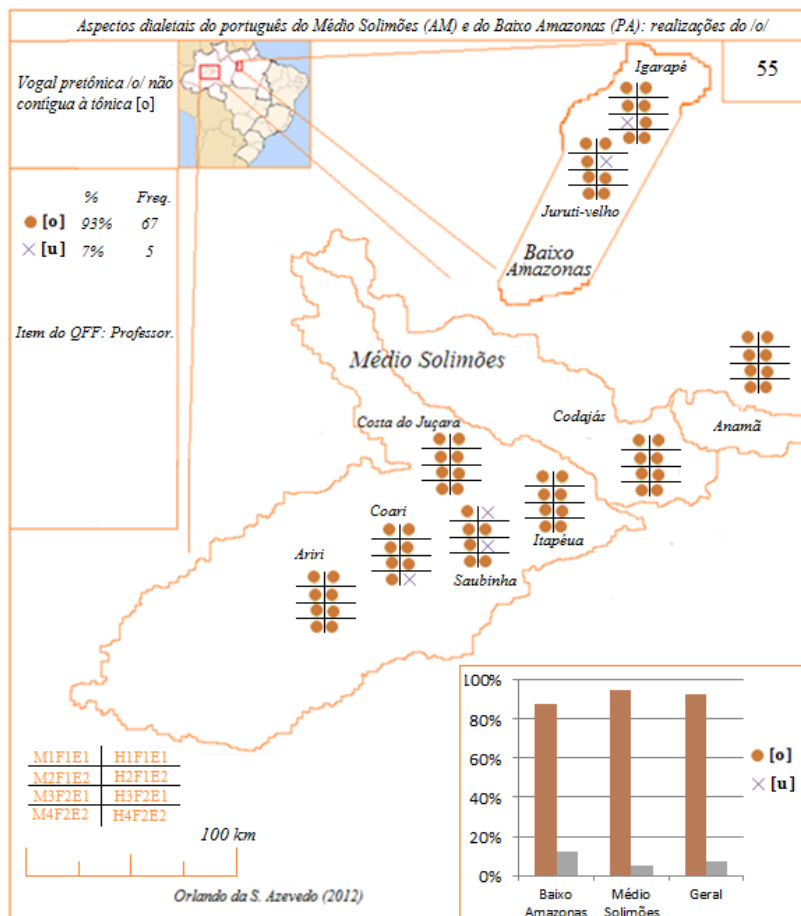 Aspectos dialetais do português do Médio Solimões (AM) e do Baixo Amazonas (PA): realizações do /o/
Vogal pretônica /o/ não
contígua à tônica [o]
55
% Freq.
[o] 93% 67
[u] 7% 5
Item do QFF: Professor.
Igarapé
Juruti-velho
Baixo
Amazonas
Médio Solimões
Costa do Juçara
Codajás
Anamã
Coari
Itapéua
Ariri
Saubinha
M1F1E1 H1F1E1
M2F1E2 H2F1E2
M3F2E1 H3F2E1
M4F2E2 H4F2E2
100 km
Orlando da S. Azevedo (2012)
100%
80%
60%
40%
20%
0%
Baixo
Amazonas
Médio
Solimões
Geral
[o]
[u]